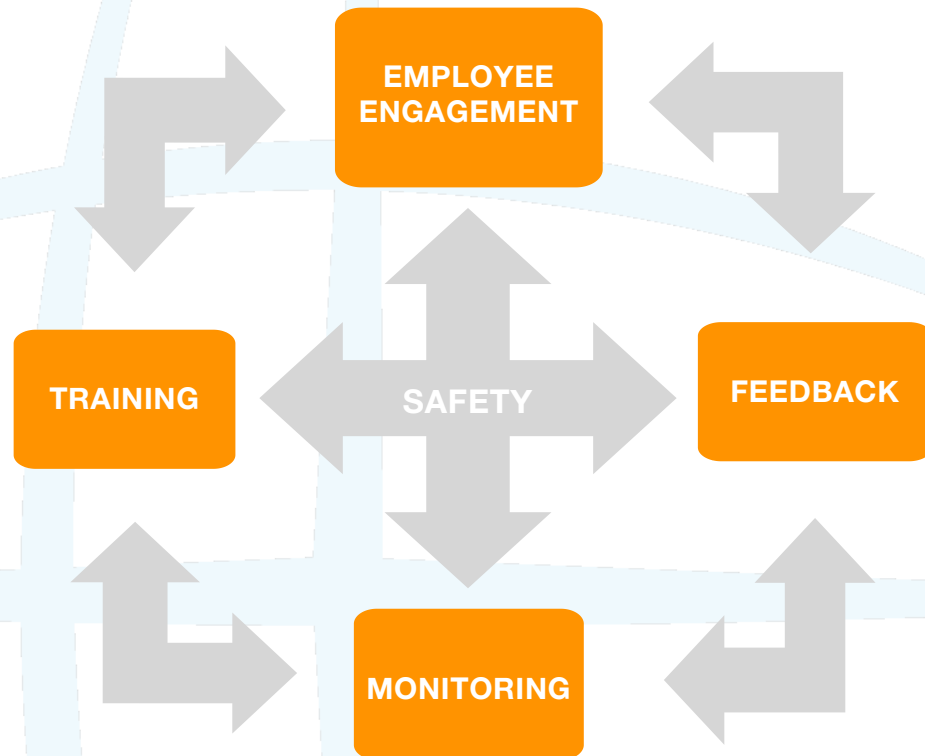 EMPLOYEE
ENGAGEMENT
TRAINING
SAFETY
FEEDBACK
MONITORING